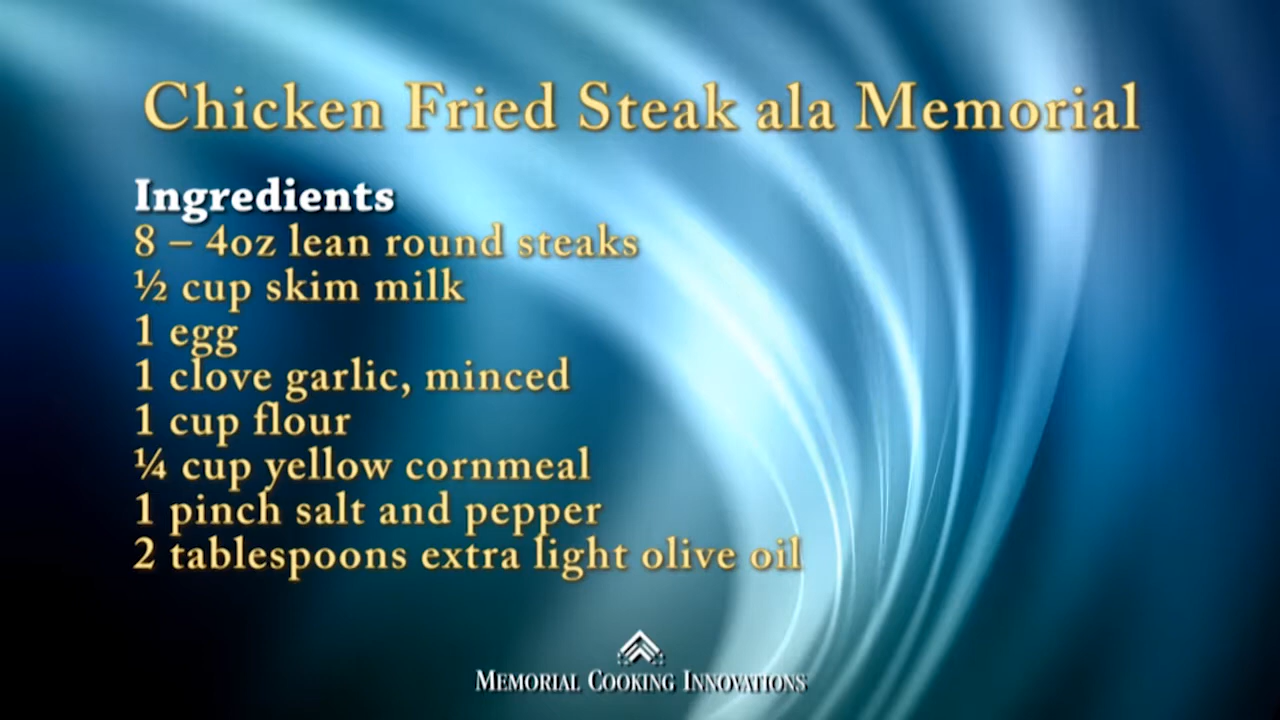 Chicken Fried Steak ala Memorial
Ingredients
8 – 4oz lean round steaks
½ cup skim milk
1 egg
1 clove garlic, minced
1 cup flour
¼ cup yellow cornmeal
1 pinch salt and pepper
2 tablespoons extra light olive oil
MEMORIAL COOKING INNOVATIONS